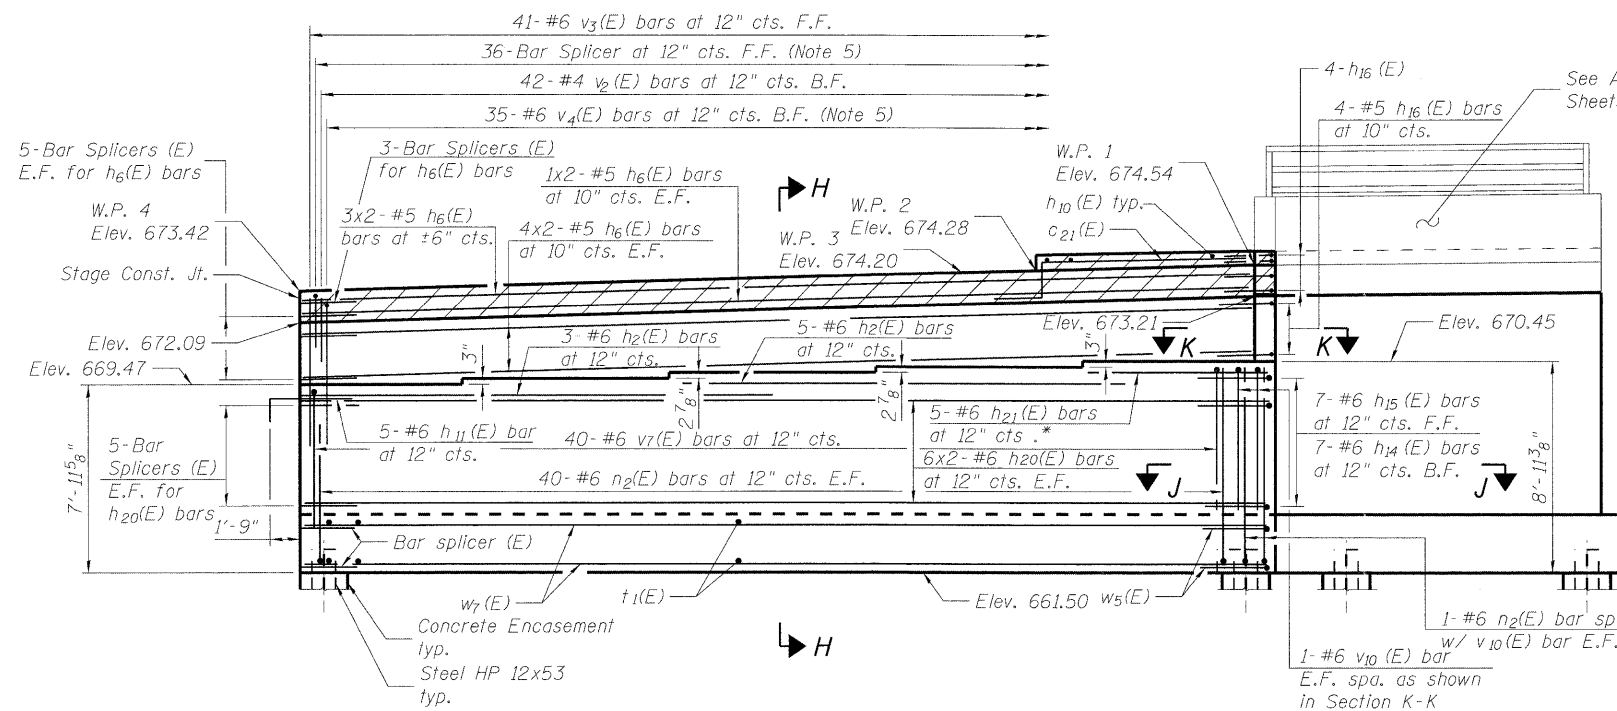 41-#6 v3(E) bars at 12" cts. F.F.
36-Bar Splicer at 12" cts. F.F. (Note 5)
42-#4 v2(E) bars at 12" cts. B.F.
35-#6 v4(E) bars at 12" cts. B.F. (Note 5)
4-h16(E)
See A
Sheet
4-#5 h16(E) bars
at 10" cts.
5-Bar Splicers (E)
E.F. for h6(E) bars
3-Bar Splicers (E)
for h6(E) bars
1x2-#5 h6(E) bars
at 10" cts. E.F.
H
W.P. 1
Elev. 674.54
W.P. 4
Elev. 673.42
3x2-#5 h6(E)
bars at ±6" cts.
4x2-#5 h6(E) bars
at 10" cts. E.F.
W.P. 2
Elev. 674.28
W.P. 3
Elev. 674.20
h10(E) typ.
c21(E)
Stage Const. Jt.
Elev. 672.09
Elev. 669.47
3"
3-#6 h2(E) bars
at 12" cts.
5-#6 h2(E) bars
at 12" cts.
Elev. 673.21
3"
K
K
Elev. 670.45
2 7/8"
2 7/8"
7'-11 5/8"
5-Bar
Splicers (E)
E.F. for
h20(E) bars
5-#6 h11(E) bar
at 12" cts.
40-#6 v7(E) bars at 12" cts.
5-#6 h21(E) bars
at 12" cts.*
6x2-#6 h20(E) bars
at 12" cts. E.F.
40-#6 n2(E) bars at 12" cts. E.F.
7-#6 h15(E) bars
at 12" cts. F.F.
7-#6 h14(E) bars
at 12" cts. B.F.
J
J
8'-11 3/8"
1'-9"
Bar splicer (E)
w7(E)
t1(E)
Elev. 661.50
w5(E)
Concrete Encasement
typ.
Steel HP 12x53
typ.
H
1-#6 n2(E) bar sp
w/ v10(E) bar E.F.
1-#6 v10(E) bar
E.F. spa. as shown
in Section K-K